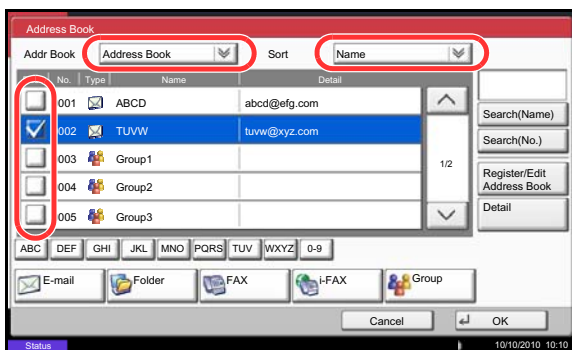 Address Book
Addr Book Address Book Sort Name
No. Type Name Detail
001 ABCD abcd@efg.com
002 TUVW tuvw@xyz.com
003 Group1
004 Group2
005 Group3
1/2
Search(Name)
Search(No.)
Register/Edit
Address Book
Detail
ABC DEF GHI JKL MNO PQRS TUV WXYZ 0-9
E-mail Folder FAX i-FAX Group
Cancel OK
Status 10/10/2010 10:10